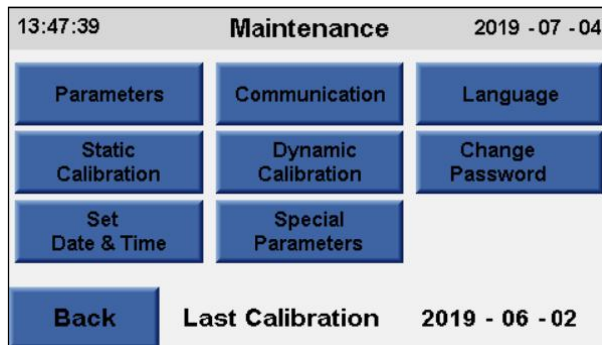 13:47:39 Maintenance 2019 - 07 - 04
Parameters Communication Language
Static Dynamic Change
Calibration Calibration Password
Set Special
Date & Time Parameters
Back Last Calibration 2019 - 06 - 02